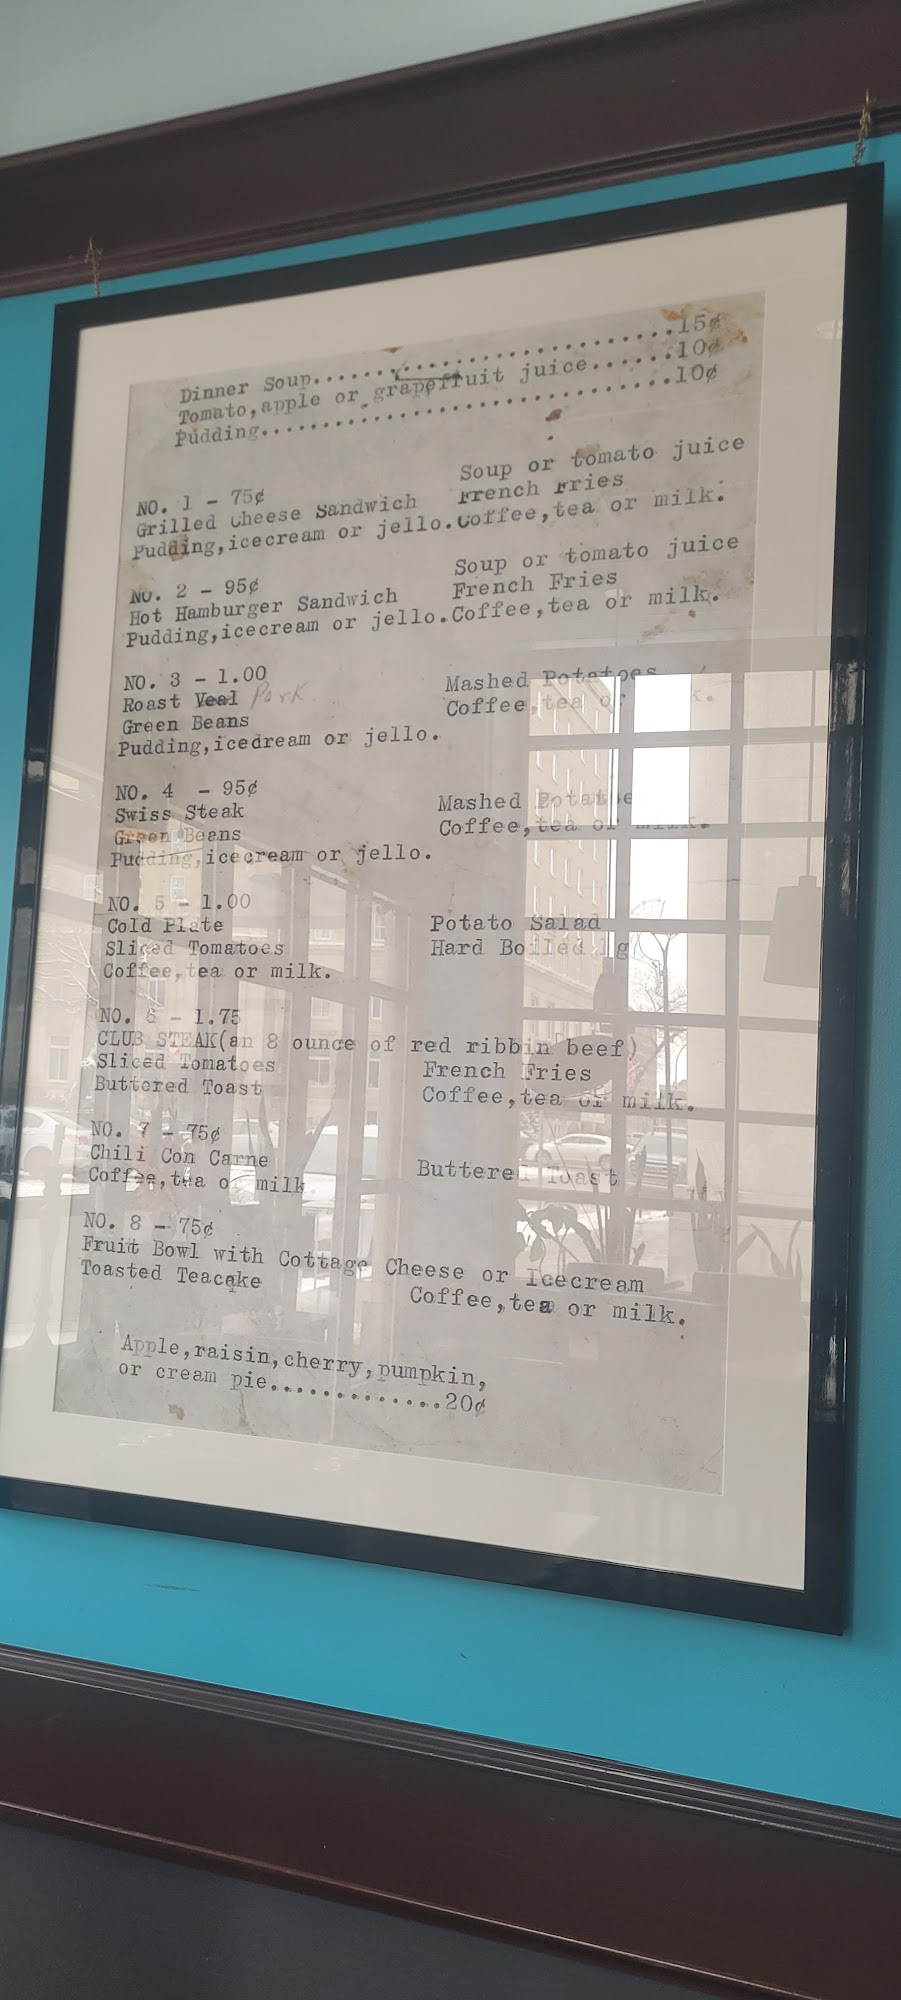 Dinner Soup..............................15¢
Tomato,apple or grapefruit juice......10¢
Pudding..................................10¢
NO. 1 - 75¢ Soup or tomato juice
Grilled Cheese Sandwich French Fries
Pudding,icecream or jello.Coffee,tea or milk.
NO. 2 - 95¢ Soup or tomato juice
Hot Hamburger Sandwich French Fries
Pudding,icecream or jello.Coffee,tea or milk.
NO. 3 - 1.00 Mashed Potatoes
Roast Veal Pork Coffee,tea or
Green Beans
Pudding,icedream or jello.
NO. 4 - 95¢
Swiss Steak Mashed Potatoe
Green Beans Coffee,tea or milk.
Pudding,icecream or jello.
NO. 5 - 1.00
Cold Plate Potato Salad
Sliced Tomatoes Hard Boiled
Coffee,tea or milk.
NO. 6 - 1.75
CLUB STEAK(an 8 ounce of red ribbin beef)
Sliced Tomatoes French Fries
Buttered Toast Coffee,tea or milk.
NO. 7 - 75¢
Chili Con Carne Buttered Toast
Coffee,tea or milk
NO. 8 - 75¢
Fruit Bowl with Cottage Cheese or Icecream
Toasted Teacake Coffee,tea or milk.
Apple,raisin,cherry,pumpkin,
or cream pie..............20¢